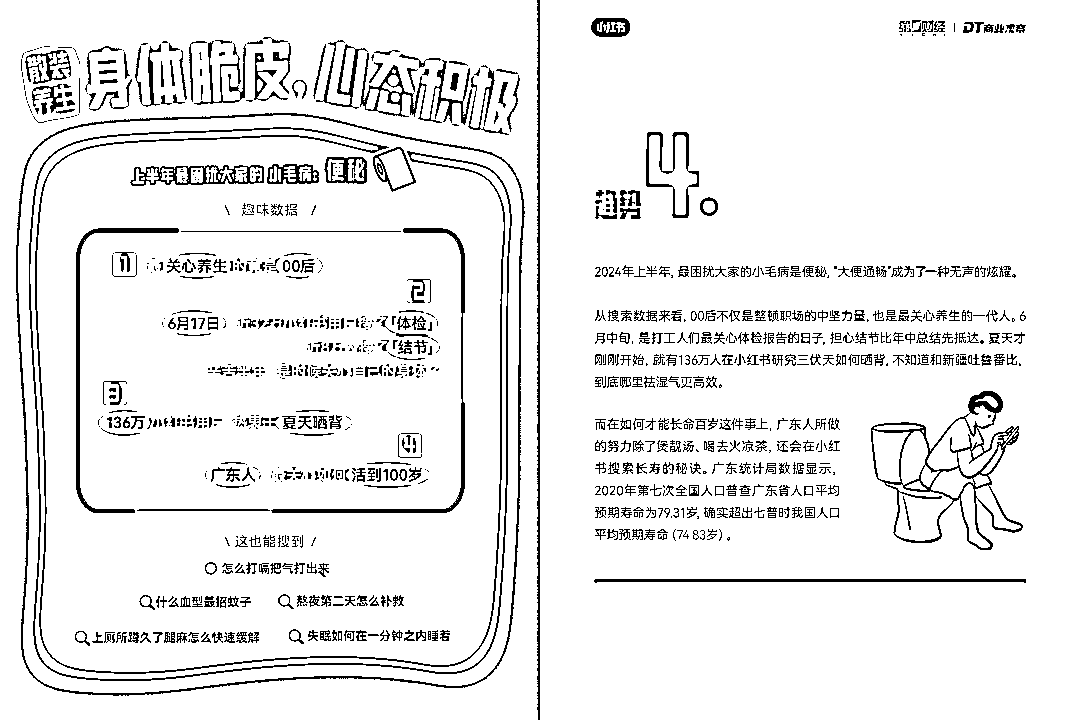 散装
养生
身体脆皮,心态积极
上半年最困扰大家的 小毛病: 便秘
\ 趣味数据 /
1
关心养生 00后
2
6月17日 「体检」
「结节」
3
136万 夏天晒背
4
广东人 活到100岁
\ 这也能搜到 /
怎么打嗝把气打出来
什么血型最招蚊子
熬夜第二天怎么补救
上厕所蹲久了腿麻怎么快速缓解
失眠如何在一分钟之内睡着
小红书
第一财经 | DT商业观察
趋势 4。
2024年上半年, 最困扰大家的小毛病是便秘, “大便通畅”成为了一种无声的炫耀。
从搜索数据来看, 00后不仅是整顿职场的中坚力量, 也是最关心养生的一代人。6
月中旬, 是打工人们最关心体检报告的日子, 担心结节比年中总结先抵达。夏天才
刚刚开始, 就有136万人在小红书研究三伏天如何晒背, 不知道和新疆吐鲁番比,
到底哪里祛湿气更高效。
而在如何才能长命百岁这件事上, 广东人所做
的努力除了煲靓汤、喝去火凉茶, 还会在小红
书搜索长寿的秘诀。广东统计局数据显示,
2020年第七次全国人口普查广东省人口平均
预期寿命为79.31岁, 确实超出七普时我国人口
平均预期寿命 (74.83岁) 。